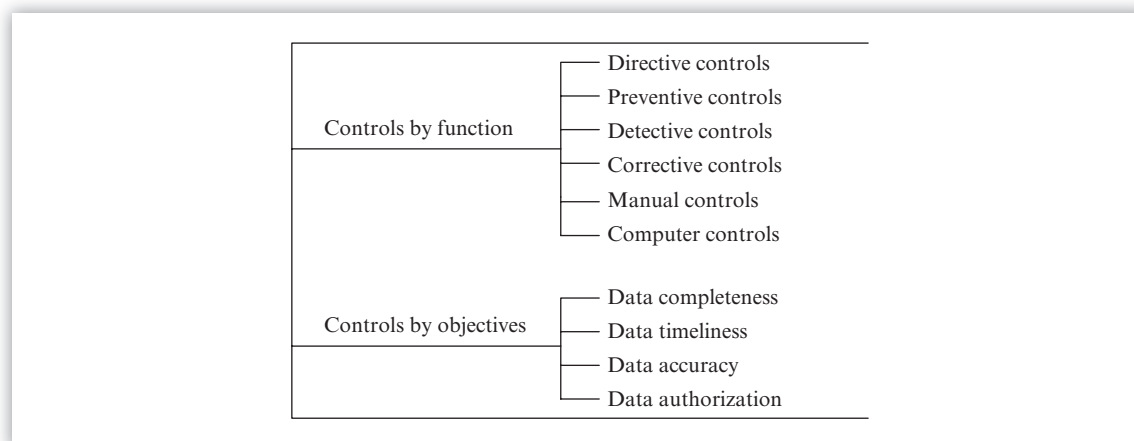 Directive controls
Preventive controls
Controls by function
Detective controls
Corrective controls
Manual controls
Computer controls
Controls by objectives
Data completeness
Data timeliness
Data accuracy
Data authorization